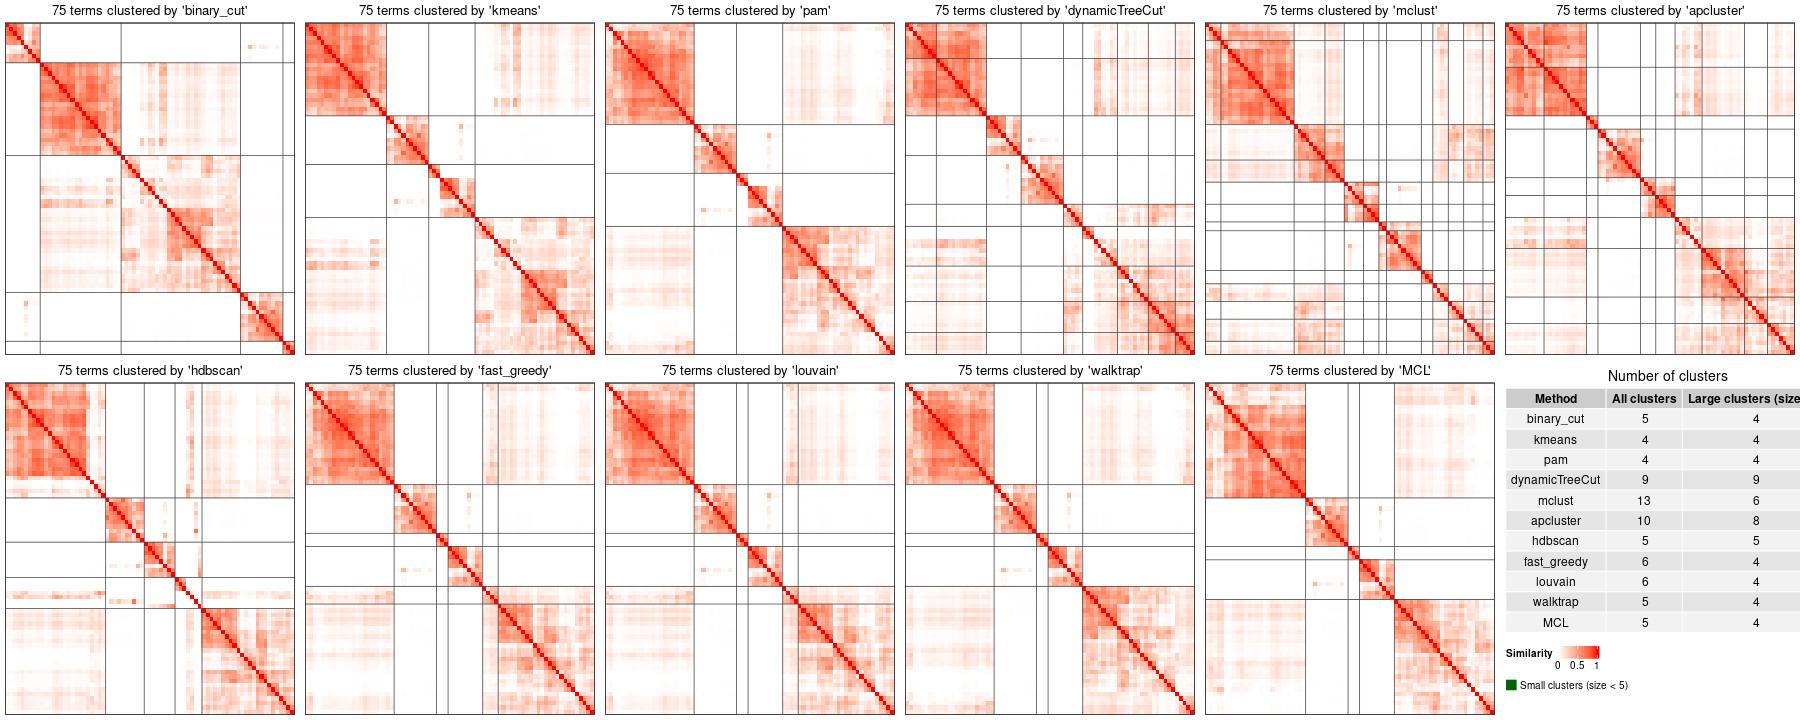 75 terms clustered by 'binary_cut'
75 terms clustered by 'kmeans'
75 terms clustered by 'pam'
75 terms clustered by 'dynamicTreeCut'
75 terms clustered by 'mclust'
75 terms clustered by 'apcluster'
75 terms clustered by 'hdbscan'
75 terms clustered by 'fast_greedy'
75 terms clustered by 'louvain'
75 terms clustered by 'walktrap'
75 terms clustered by 'MCL'
Number of clusters
Method All clusters Large clusters (size
binary_cut 5 4
kmeans 4 4
pam 4 4
dynamicTreeCut 9 9
mclust 13 6
apcluster 10 8
hdbscan 5 5
fast_greedy 6 4
louvain 6 4
walktrap 5 4
MCL 5 4
Similarity
0 0.5 1
Small clusters (size < 5)